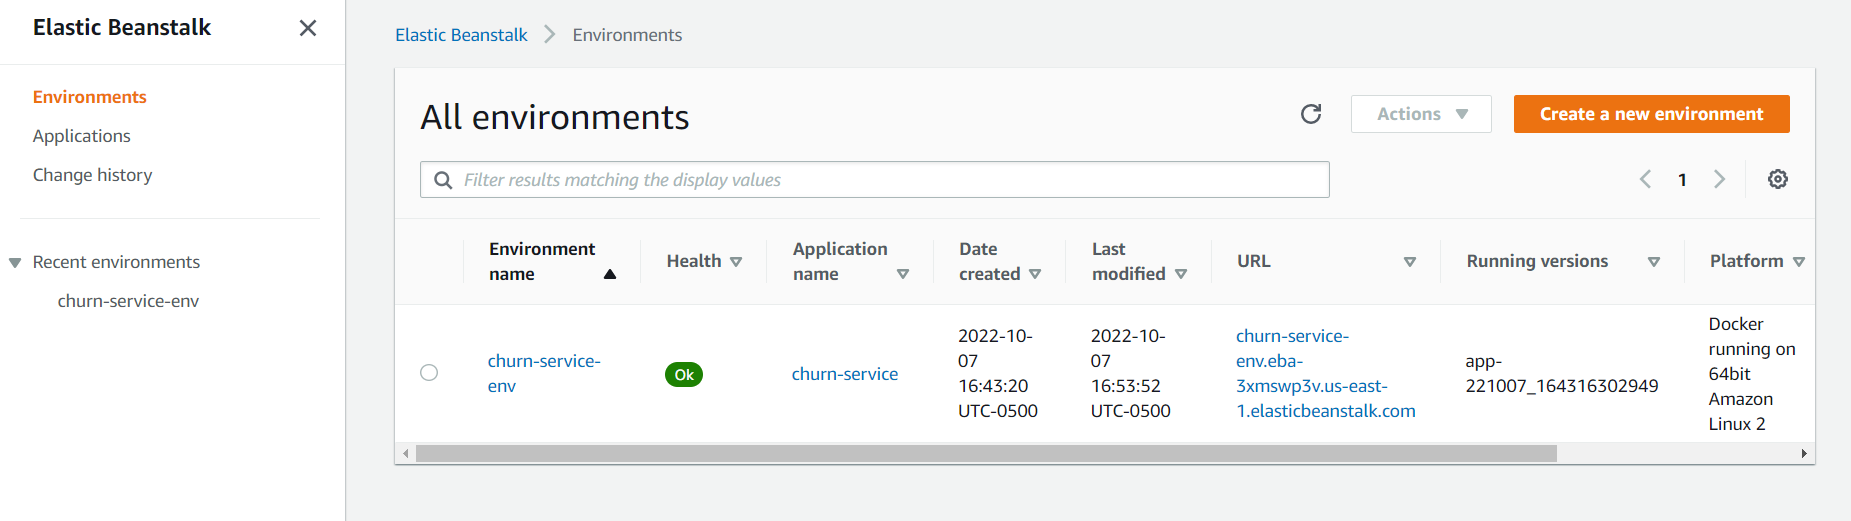 Elastic Beanstalk
Environments
Applications
Change history
Recent environments
churn-service-env
Elastic Beanstalk
Environments
All environments
Actions
Create a new environment
Filter results matching the display values
1
Environment
name
Health
Application
name
Date
created
Last
modified
URL
Running versions
Platform
churn-service-
env
Ok
churn-service
2022-10-
07
16:43:20
UTC-0500
2022-10-
07
16:53:52
UTC-0500
churn-service-
env.eba-
3xmswp3v.us-east-
1.elasticbeanstalk.com
app-
221007_164316302949
Docker
running on
64bit
Amazon
Linux 2